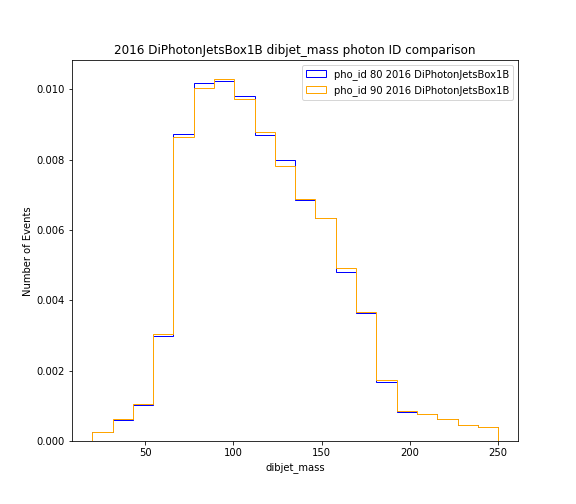 2016 DiPhotonJetsBox1B dibjet_mass photon ID comparison
pho_id 80 2016 DiPhotonJetsBox1B
pho_id 90 2016 DiPhotonJetsBox1B
Number of Events
0.010
0.008
0.006
0.004
0.002
0.000
50 100 150 200 250
dibjet_mass